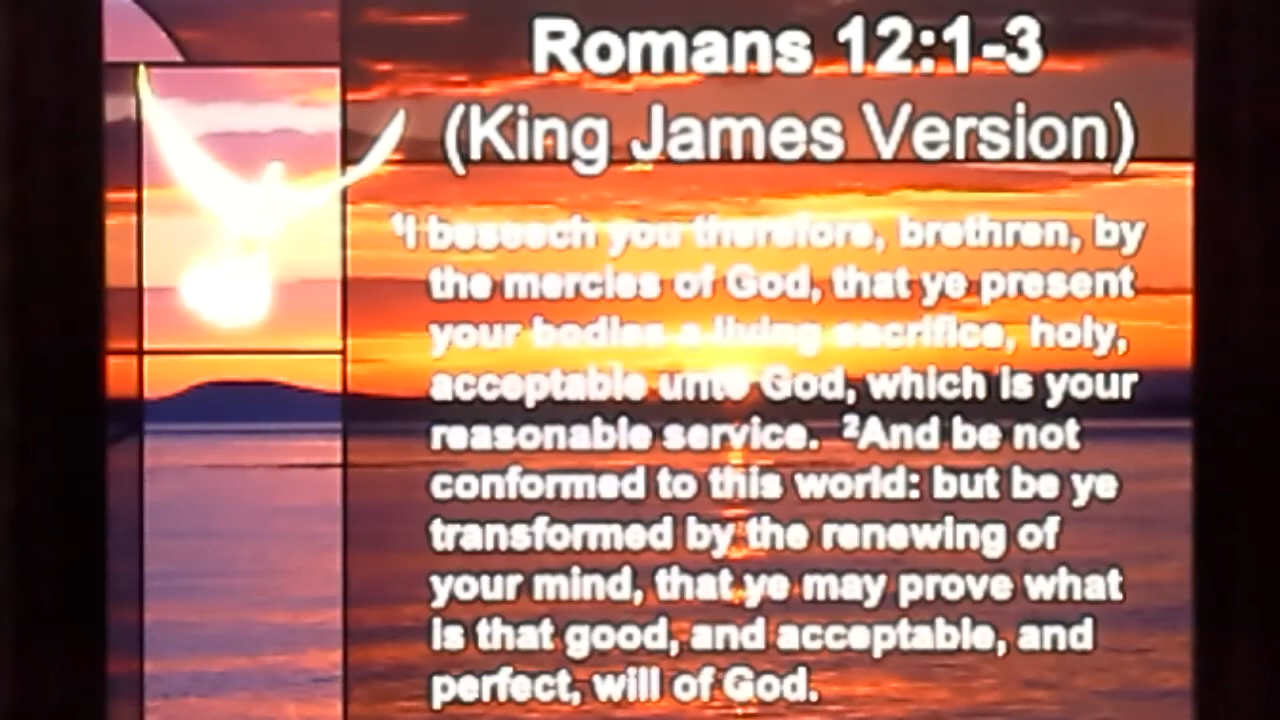 Romans 12:1-3
(King James Version)
¹I beseech you therefore, brethren, by
the mercies of God, that ye present
your bodies a living sacrifice, holy,
acceptable unto God, which is your
reasonable service. ²And be not
conformed to this world: but be ye
transformed by the renewing of
your mind, that ye may prove what
is that good, and acceptable, and
perfect, will of God.